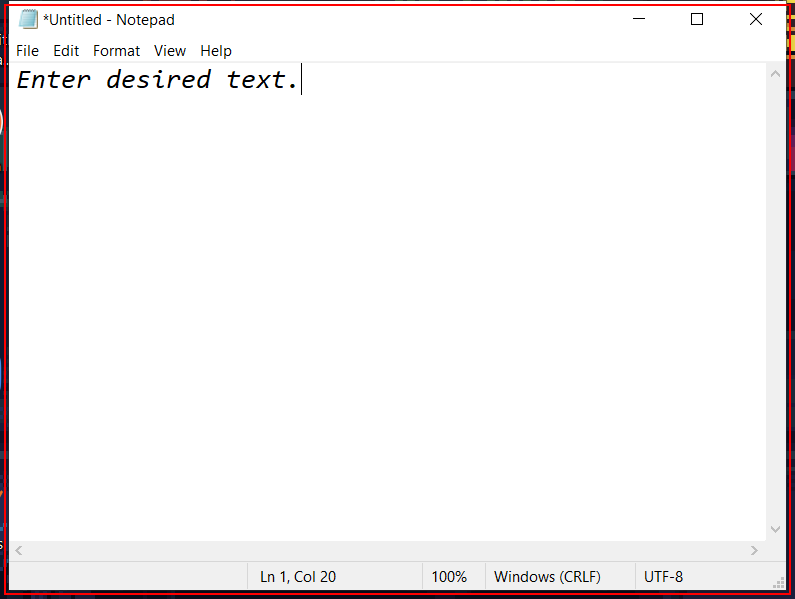 *Untitled - Notepad
File Edit Format View Help
Enter desired text.
Ln 1, Col 20 100% Windows (CRLF) UTF-8